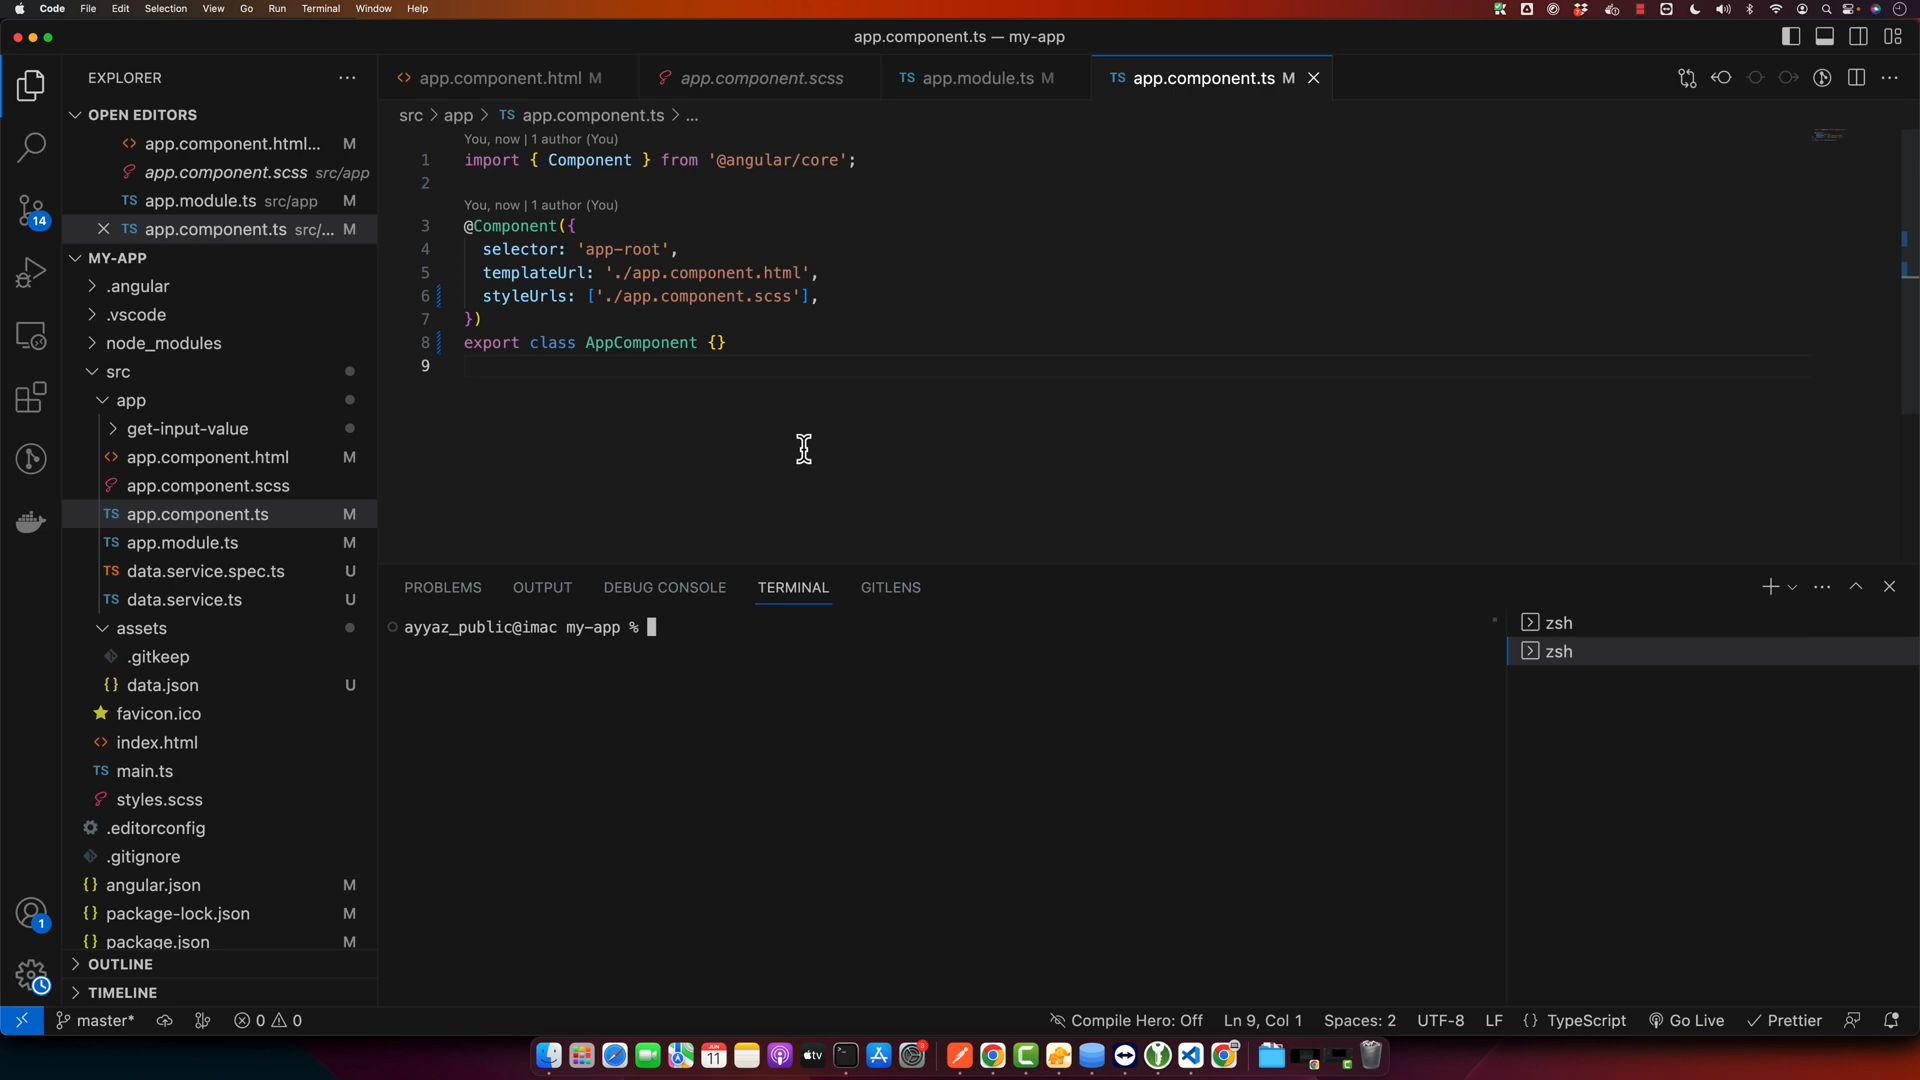 Code File Edit Selection View Go Run Terminal Window Help
app.component.ts — my-app
EXPLORER
OPEN EDITORS
app.component.html... M
app.component.scss src/app
TS app.module.ts src/app M
TS app.component.ts src/... M
MY-APP
.angular
.vscode
node_modules
src
app
get-input-value
app.component.html M
app.component.scss
TS app.component.ts M
TS app.module.ts M
TS data.service.spec.ts U
TS data.service.ts U
assets
.gitkeep
{} data.json U
favicon.ico
index.html
TS main.ts
styles.scss
.editorconfig
.gitignore
{} angular.json M
{} package-lock.json M
{} package.json M
OUTLINE
TIMELINE
14
1
app.component.html M
app.component.scss
TS app.module.ts M
TS app.component.ts M
src > app > TS app.component.ts > ...
You, now | 1 author (You)
1 import { Component } from '@angular/core';
2
You, now | 1 author (You)
3 @Component({
4 selector: 'app-root',
5 templateUrl: './app.component.html',
6 styleUrls: ['./app.component.scss'],
7 })
8 export class AppComponent {}
9
PROBLEMS OUTPUT DEBUG CONSOLE TERMINAL GITLENS
ayyaz_public@imac my-app %
zsh
zsh
master* 0 0 Compile Hero: Off Ln 9, Col 1 Spaces: 2 UTF-8 LF {} TypeScript Go Live Prettier
JUN
11
tv
3